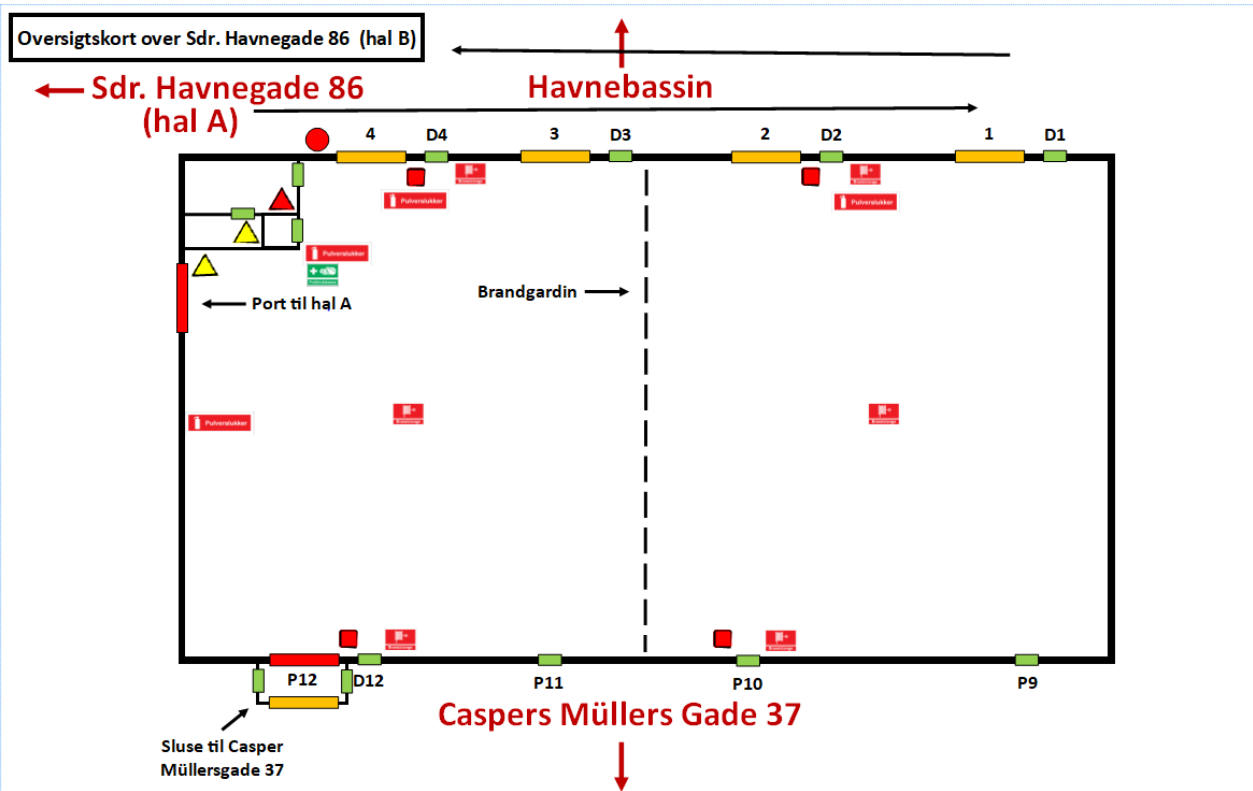 Oversigtskort over Sdr. Havnegade 86 (hal B)
Sdr. Havnegade 86
(hal A)
Havnebassin
4
D4
3
D3
2
D2
1
D1
Pulverslukker
Pulverslukker
Pulverslukker
Brandgardin
Port til hal A
Pulverslukker
P12
D12
P11
P10
P9
Caspers Müllers Gade 37
Sluse til Casper
Müllersgade 37